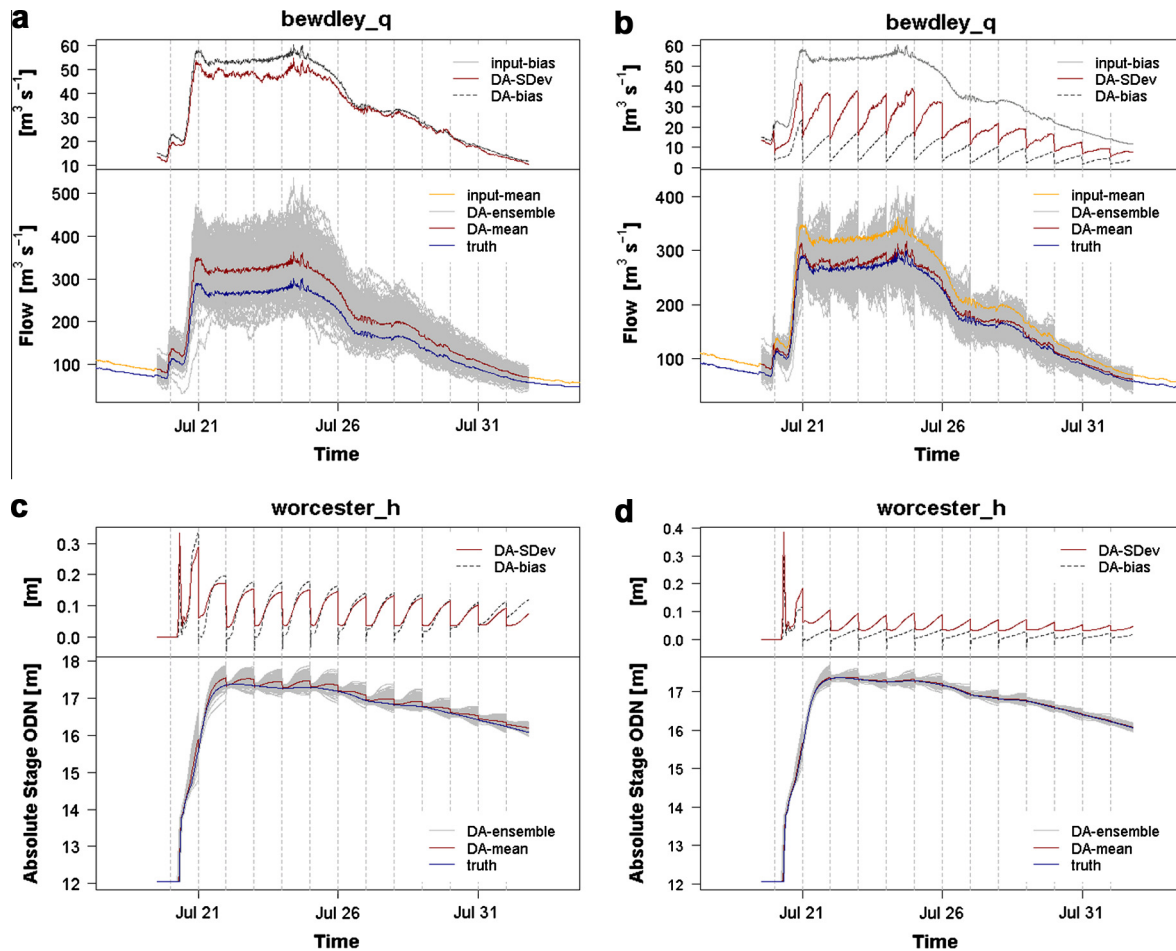 a
bewdley_q
60
50
40
30
20
10
[m³ s⁻¹]
input-bias
DA-SDev
DA-bias
500
400
300
200
100
Flow [m³ s⁻¹]
input-mean
DA-ensemble
DA-mean
truth
Jul 21
Jul 26
Jul 31
Time
b
bewdley_q
60
50
40
30
20
10
0
[m³ s⁻¹]
input-bias
DA-SDev
DA-bias
400
300
200
100
Flow [m³ s⁻¹]
input-mean
DA-ensemble
DA-mean
truth
Jul 21
Jul 26
Jul 31
Time
c
worcester_h
0.3
0.2
0.1
0.0
[m]
DA-SDev
DA-bias
18
17
16
15
14
13
12
Absolute Stage ODN [m]
DA-ensemble
DA-mean
truth
Jul 21
Jul 26
Jul 31
Time
d
worcester_h
0.4
0.3
0.2
0.1
0.0
[m]
DA-SDev
DA-bias
17
16
15
14
13
12
Absolute Stage ODN [m]
DA-ensemble
DA-mean
truth
Jul 21
Jul 26
Jul 31
Time